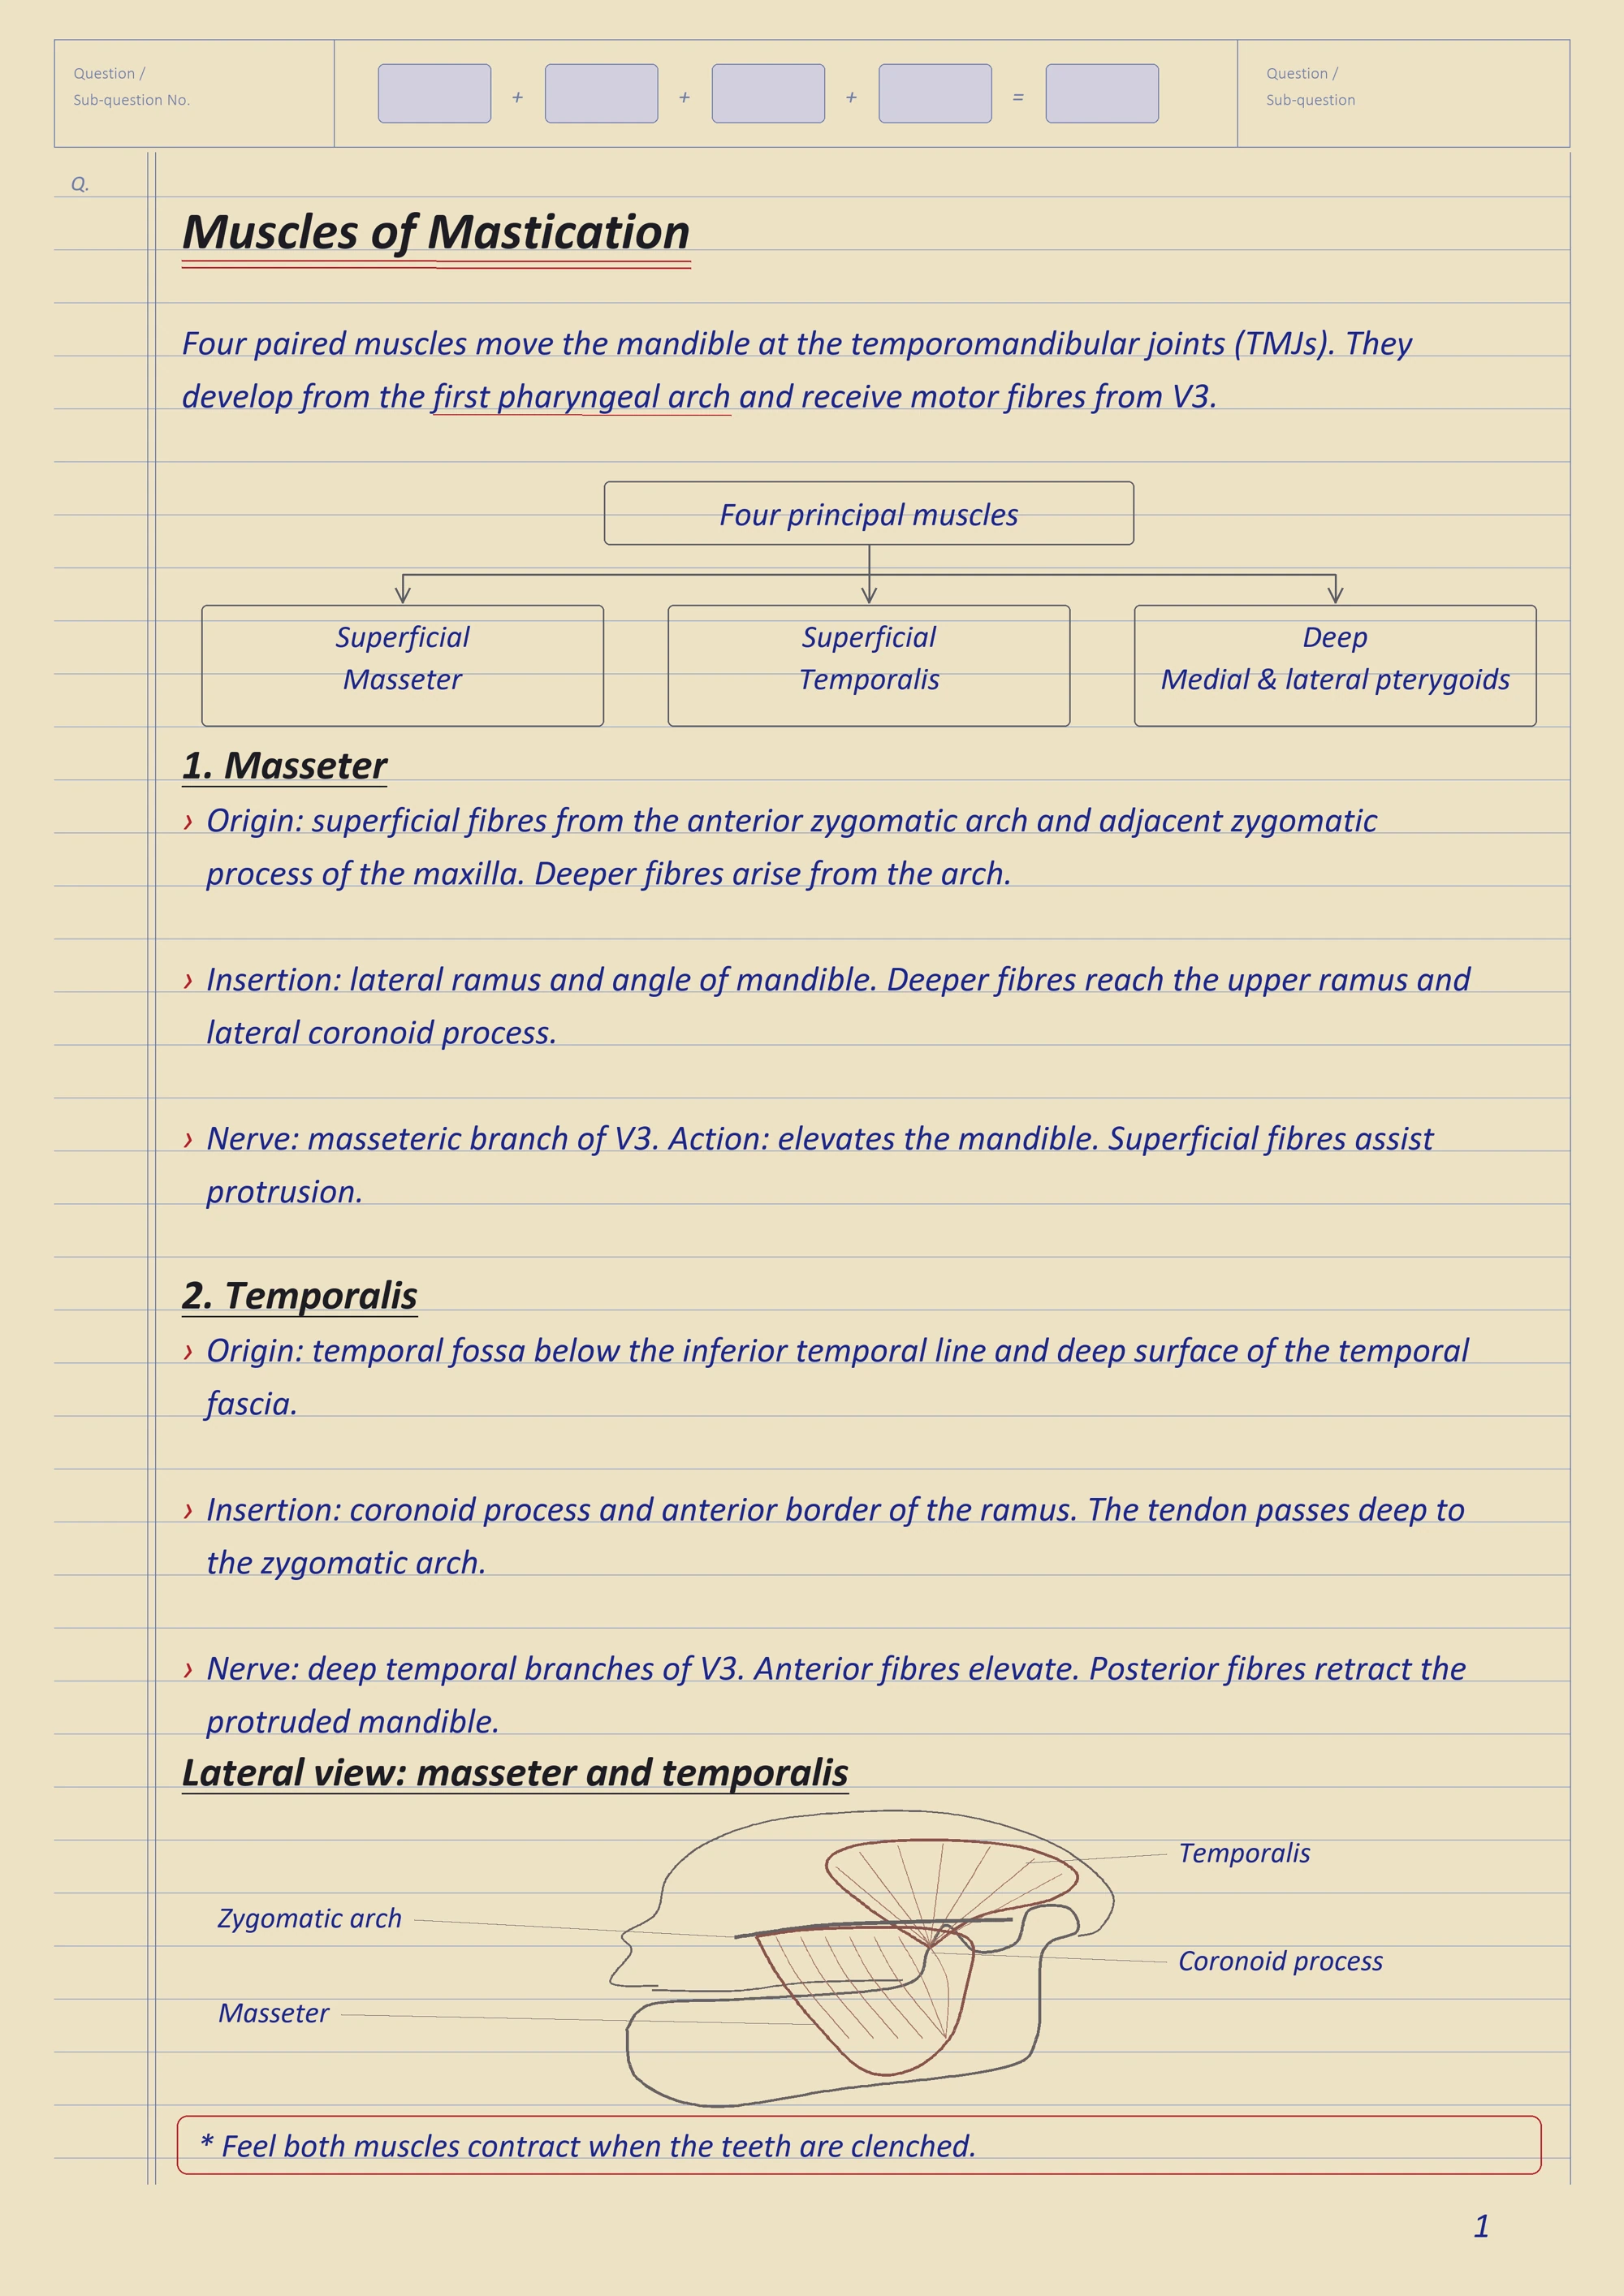 Question /
Sub-question No.
+ + + =
Question /
Sub-question
Q.
Muscles of Mastication
Four paired muscles move the mandible at the temporomandibular joints (TMJs). They
develop from the first pharyngeal arch and receive motor fibres from V3.
Four principal muscles
Superficial
Masseter
Superficial
Temporalis
Deep
Medial & lateral pterygoids
1. Masseter
› Origin: superficial fibres from the anterior zygomatic arch and adjacent zygomatic
process of the maxilla. Deeper fibres arise from the arch.
› Insertion: lateral ramus and angle of mandible. Deeper fibres reach the upper ramus and
lateral coronoid process.
› Nerve: masseteric branch of V3. Action: elevates the mandible. Superficial fibres assist
protrusion.
2. Temporalis
› Origin: temporal fossa below the inferior temporal line and deep surface of the temporal
fascia.
› Insertion: coronoid process and anterior border of the ramus. The tendon passes deep to
the zygomatic arch.
› Nerve: deep temporal branches of V3. Anterior fibres elevate. Posterior fibres retract the
protruded mandible.
Lateral view: masseter and temporalis
Temporalis
Zygomatic arch
Coronoid process
Masseter
* Feel both muscles contract when the teeth are clenched.
1